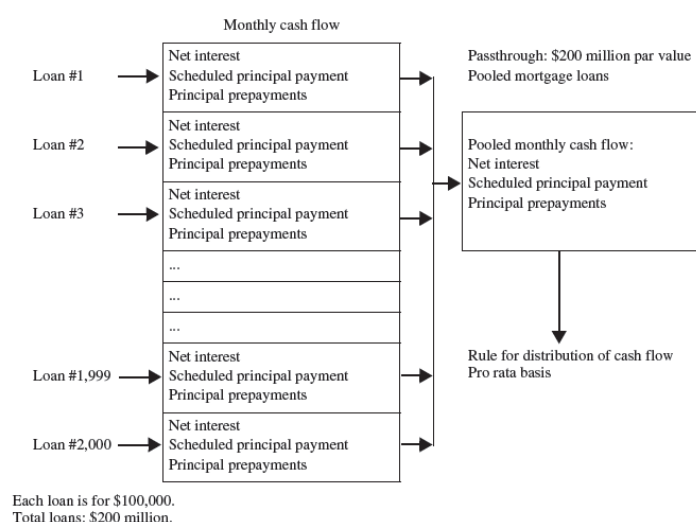 Monthly cash flow
Loan #1
Net interest
Scheduled principal payment
Principal prepayments
Loan #2
Net interest
Scheduled principal payment
Principal prepayments
Loan #3
Net interest
Scheduled principal payment
Principal prepayments
...
...
...
Loan #1,999
Net interest
Scheduled principal payment
Principal prepayments
Loan #2,000
Net interest
Scheduled principal payment
Principal prepayments
Passthrough: $200 million par value
Pooled mortgage loans
Pooled monthly cash flow:
Net interest
Scheduled principal payment
Principal prepayments
Rule for distribution of cash flow
Pro rata basis
Each loan is for $100,000.
Total loans: $200 million.